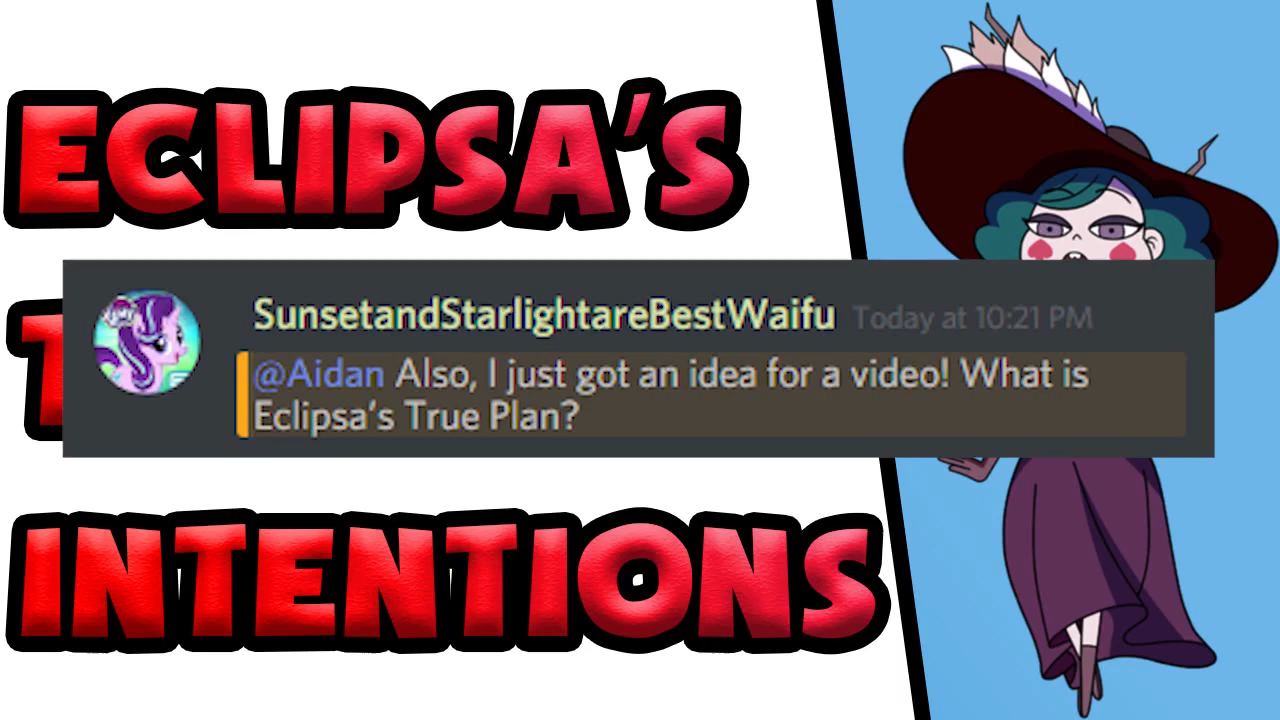 ECLIPSA'S
SunsetandStarlightareBestWaifu Today at 10:21 PM
@Aidan Also, I just got an idea for a video! What is
Eclipsa's True Plan?
INTENTIONS